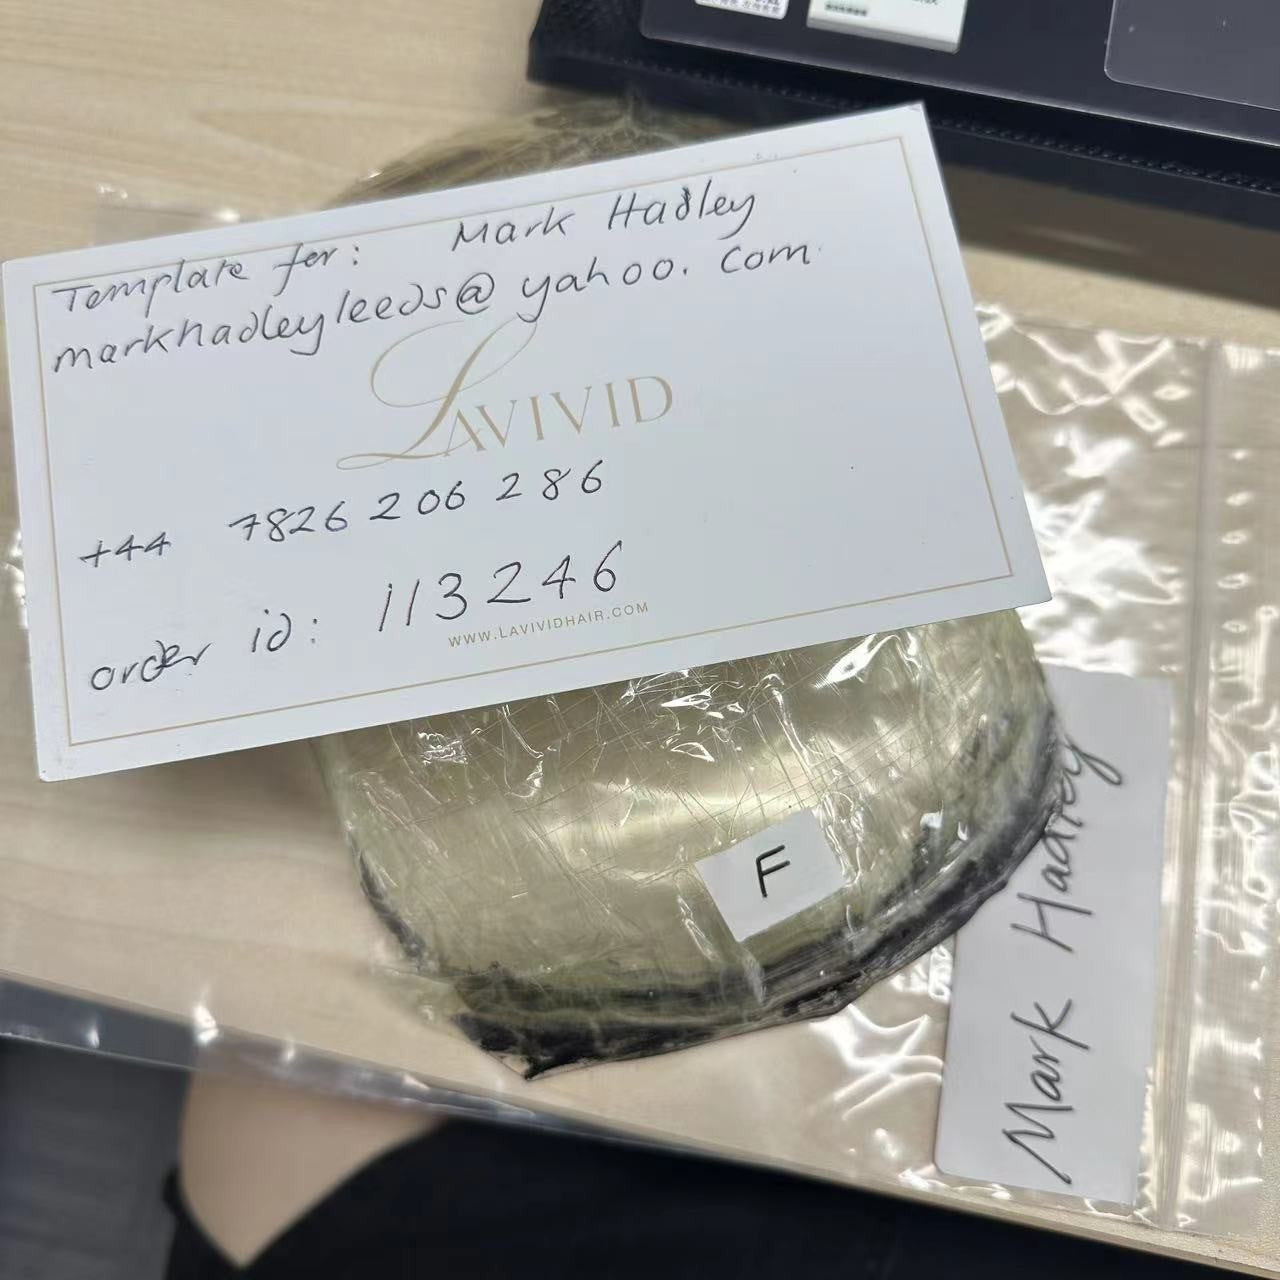 Template for: Mark Hadley
markhadleyleeds@yahoo.com
LAVIVID
+44 7826 206 286
order id: 113246
WWW.LAVIVIDHAIR.COM
F
Mark Hadley